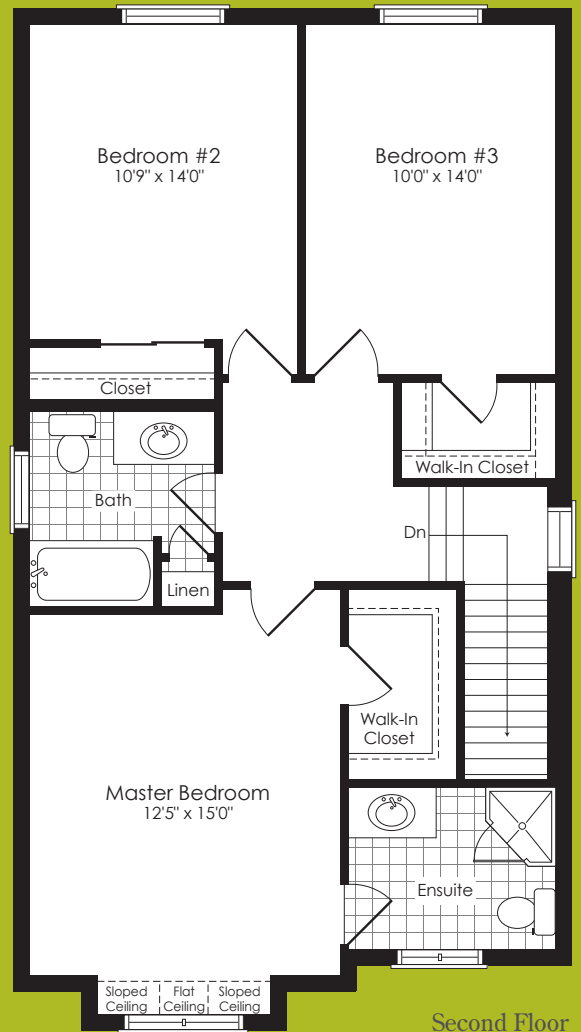 Bedroom #2
10'9" x 14'0"
Bedroom #3
10'0" x 14'0"
Closet
Walk-In Closet
Bath
Dn
Linen
Walk-In
Closet
Master Bedroom
12'5" x 15'0"
Ensuite
Sloped
Ceiling
Flat
Ceiling
Sloped
Ceiling
Second Floor